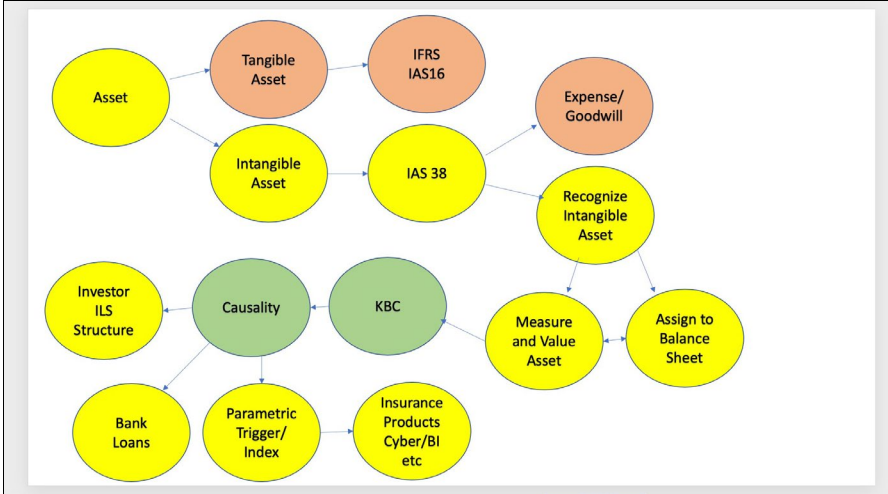 Asset
Tangible
Asset
IFRS
IAS16
Expense/
Goodwill
Intangible
Asset
IAS 38
Recognize
Intangible
Asset
Investor
ILS
Structure
Causality
KBC
Measure
and Value
Asset
Assign to
Balance
Sheet
Bank
Loans
Parametric
Trigger/
Index
Insurance
Products
Cyber/BI
etc